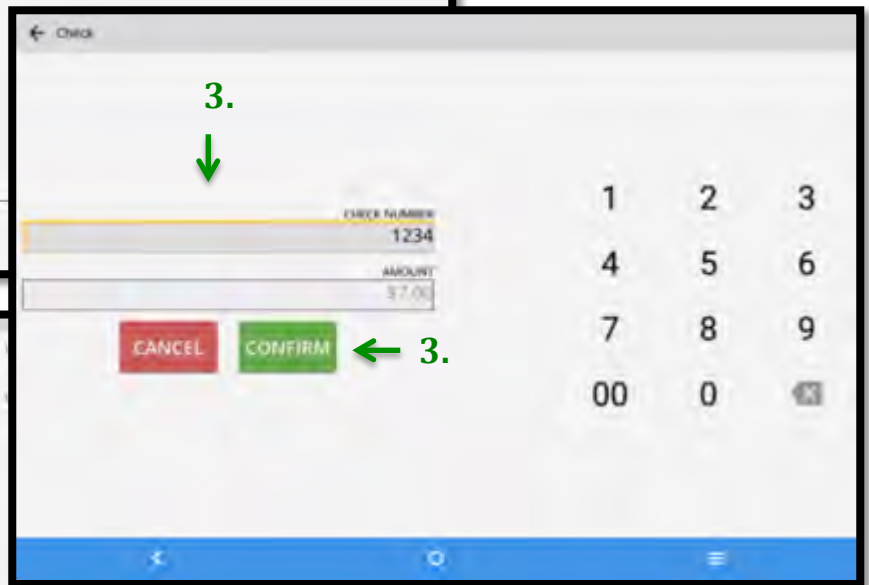 ← Check
3.
CHECK NUMBER
1234
AMOUNT
$7.00
CANCEL CONFIRM
3.
1 2 3
4 5 6
7 8 9
00 0